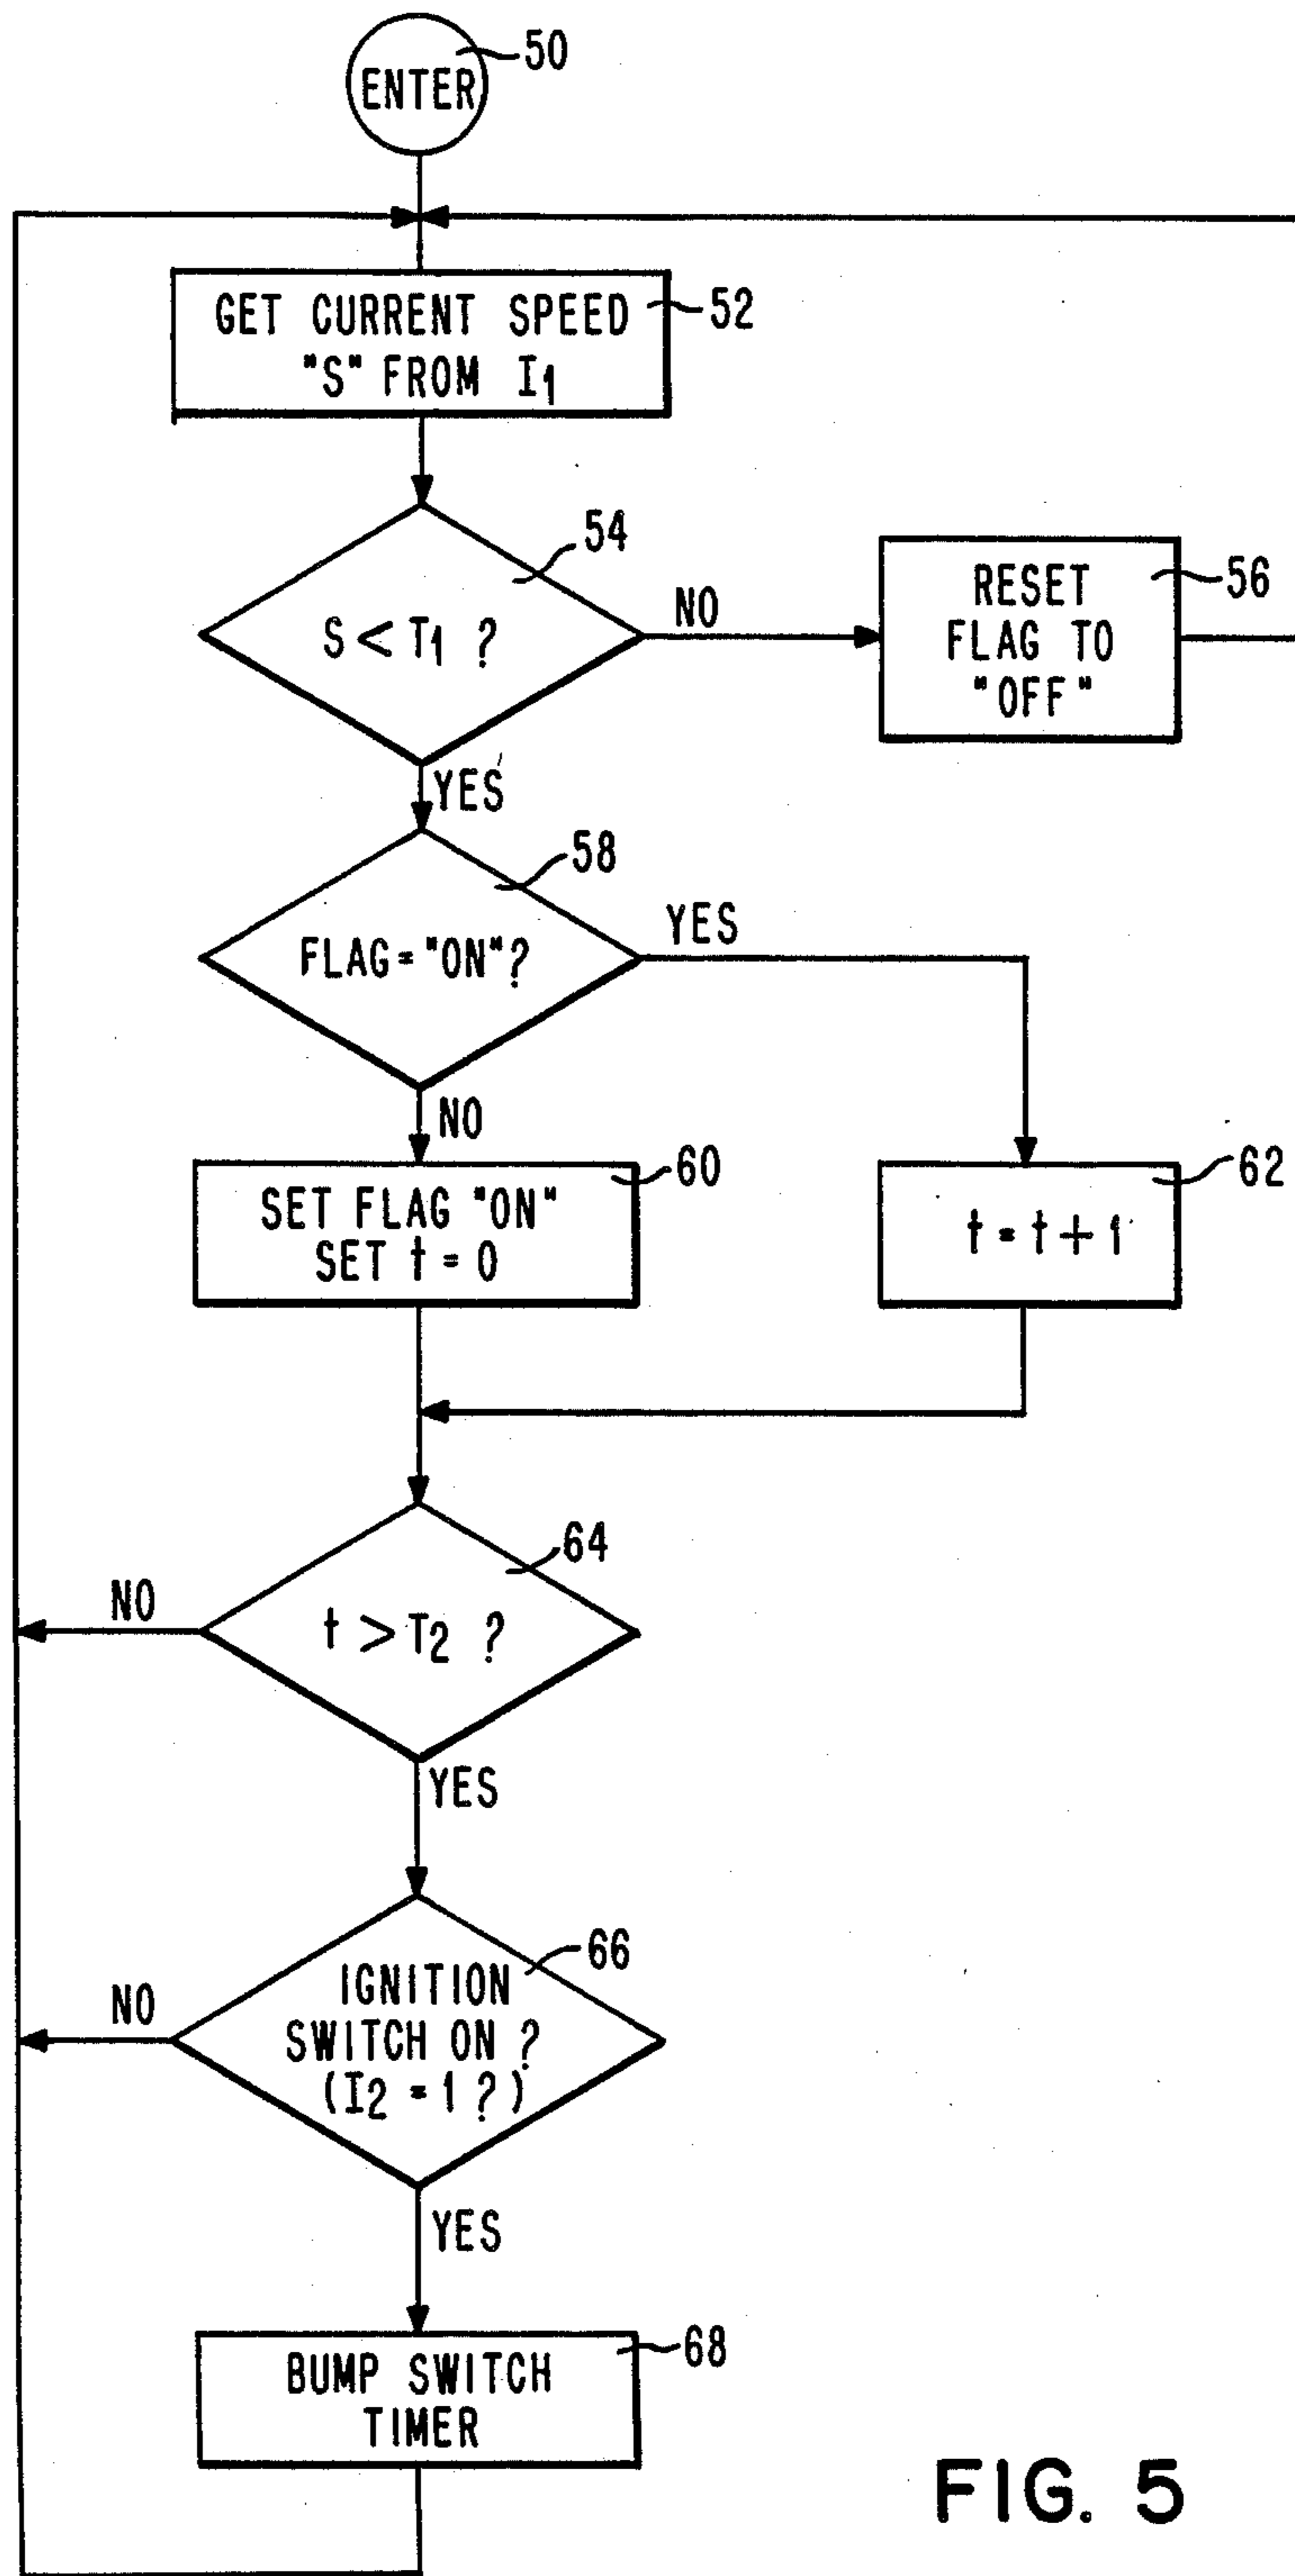 50
ENTER
GET CURRENT SPEED
"S" FROM I1
52
54
S < T1 ?
NO
RESET
FLAG TO
"OFF"
56
YES
58
FLAG = "ON"?
YES
NO
SET FLAG "ON"
SET t = 0
60
t = t + 1
62
64
t > T2 ?
NO
YES
66
IGNITION
SWITCH ON ?
(I2 = 1 ?)
NO
YES
BUMP SWITCH
TIMER
68
FIG. 5